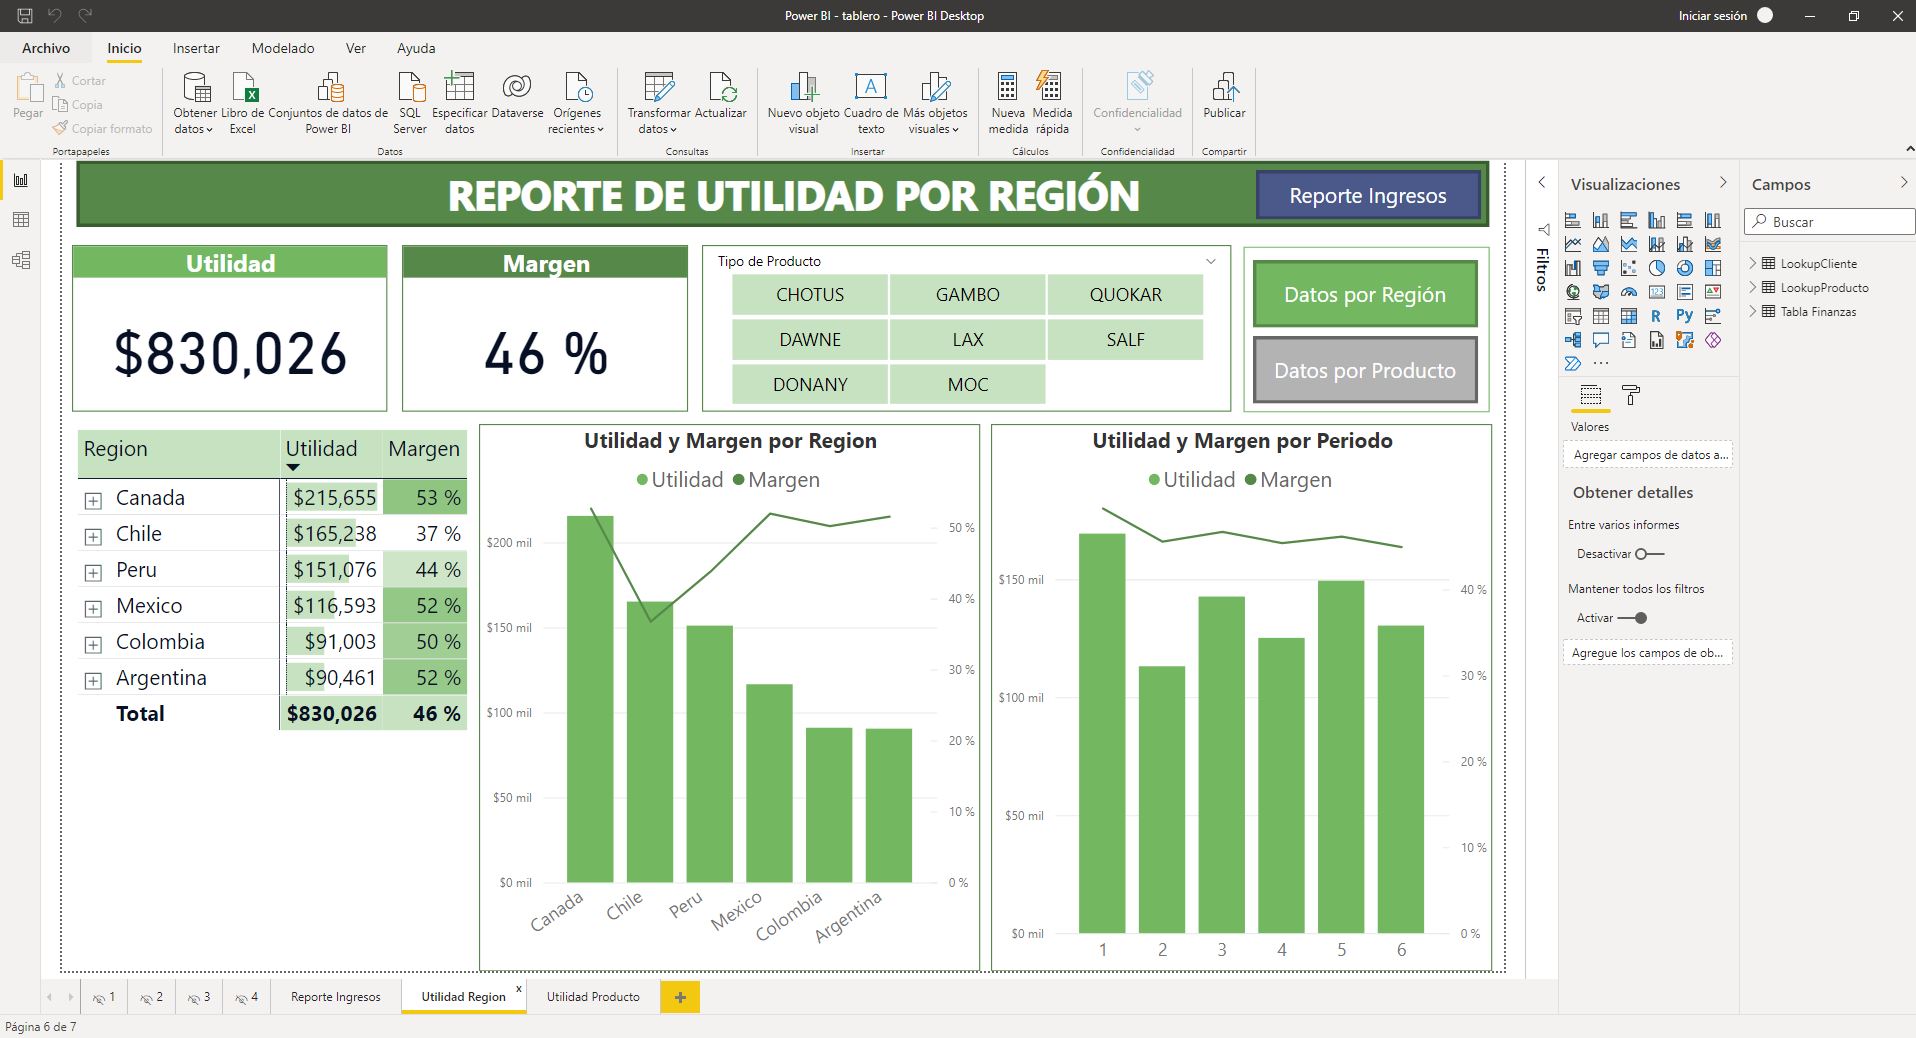 Power BI - tablero - Power BI Desktop
Iniciar sesión
Archivo
Inicio
Insertar
Modelado
Ver
Ayuda
Pegar
Cortar
Copia
Copiar formato
Portapapeles
Obtener
datos
Libro de
Excel
Conjuntos de datos de
Power BI
SQL
Server
Especificar
datos
Dataverse
Orígenes
recientes
Datos
Transformar
datos
Actualizar
Consultas
Nuevo objeto
visual
Cuadro de
texto
Más objetos
visuales
Insertar
Nueva
medida
Medida
rápida
Cálculos
Confidencialidad
Confidencialidad
Publicar
Compartir
REPORTE DE UTILIDAD POR REGIÓN
Reporte Ingresos
Utilidad
$830,026
Margen
46 %
Tipo de Producto
CHOTUS
GAMBO
QUOKAR
DAWNE
LAX
SALF
DONANY
MOC
Datos por Región
Datos por Producto
Region Utilidad Margen
Canada $215,655 53 %
Chile $165,238 37 %
Peru $151,076 44 %
Mexico $116,593 52 %
Colombia $91,003 50 %
Argentina $90,461 52 %
Total $830,026 46 %
Utilidad y Margen por Region
Utilidad Margen
$200 mil
$150 mil
$100 mil
$50 mil
$0 mil
50 %
40 %
30 %
20 %
10 %
0 %
Canada
Chile
Peru
Mexico
Colombia
Argentina
Utilidad y Margen por Periodo
Utilidad Margen
$150 mil
$100 mil
$50 mil
$0 mil
40 %
30 %
20 %
10 %
0 %
1 2 3 4 5 6
Filtros
Visualizaciones
123
R
Py
...
Valores
Agregar campos de datos a...
Obtener detalles
Entre varios informes
Desactivar
Mantener todos los filtros
Activar
Agregue los campos de ob...
Campos
Buscar
LookupCliente
LookupProducto
Tabla Finanzas
1
2
3
4
Reporte Ingresos
Utilidad Region
x
Utilidad Producto
+
Página 6 de 7